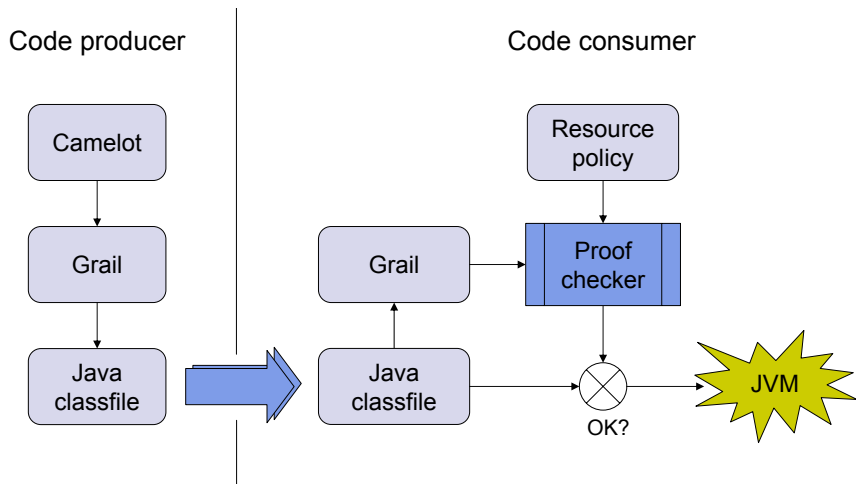 Code producer
Code consumer
Camelot
Resource
policy
Grail
Grail
Proof
checker
Java
classfile
Java
classfile
JVM
OK?